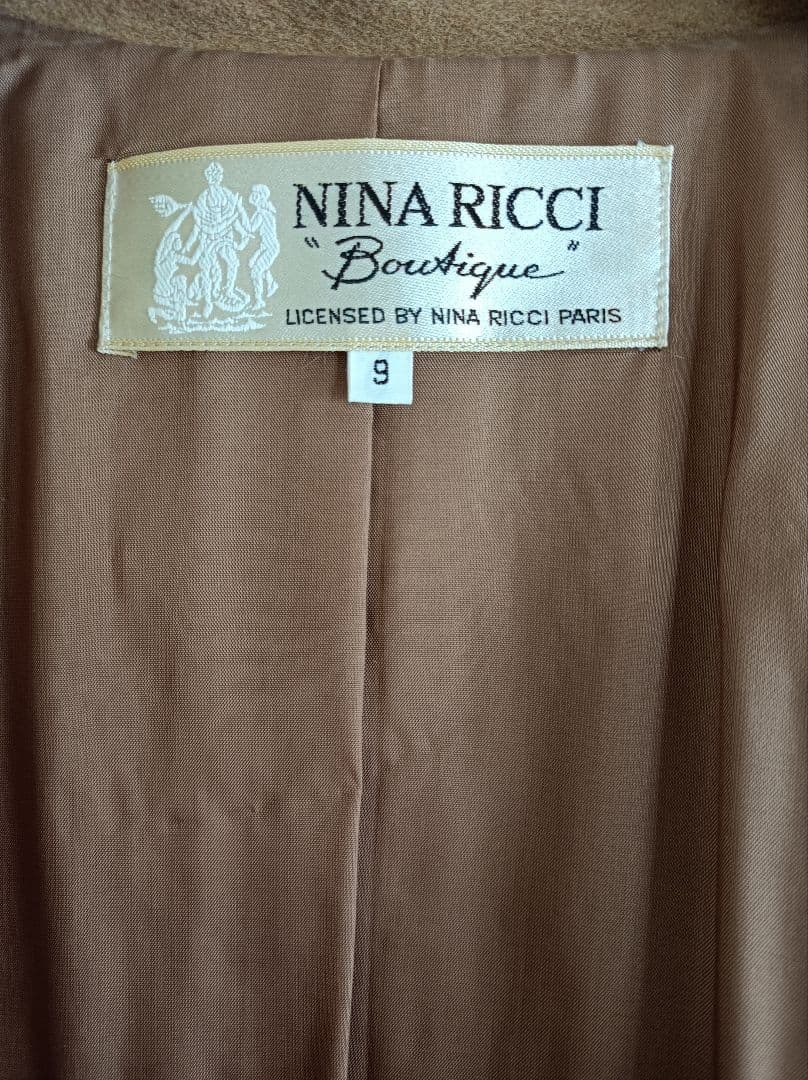 NINA RICCI
"Boutique"
LICENSED BY NINA RICCI PARIS
9